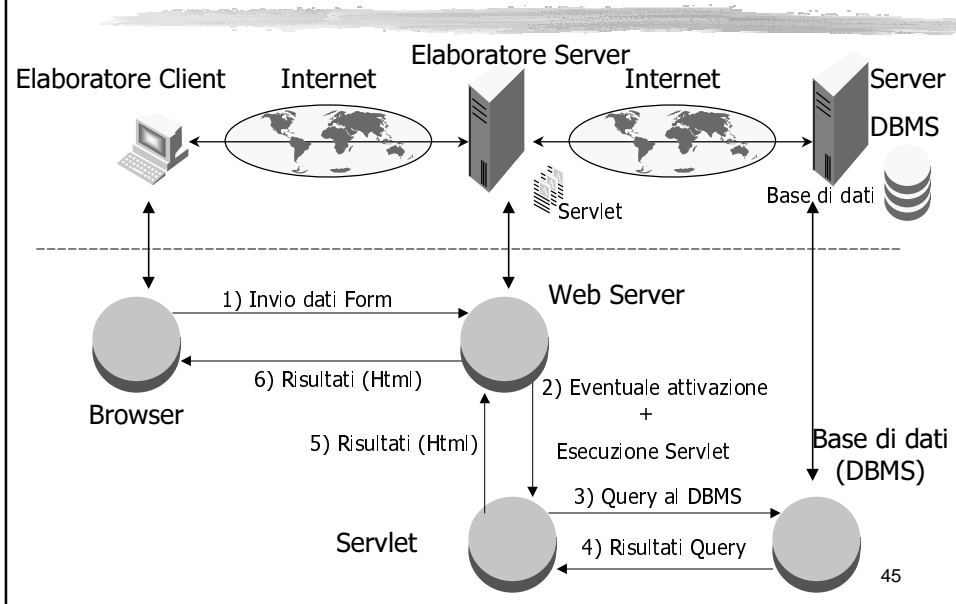 Elaboratore Server
Elaboratore Client
Internet
Internet
Server
DBMS
Base di dati
Servlet
1) Invio dati Form
Web Server
6) Risultati (Html)
2) Eventuale attivazione
+
Esecuzione Servlet
Browser
5) Risultati (Html)
Base di dati
(DBMS)
3) Query al DBMS
Servlet
4) Risultati Query
45